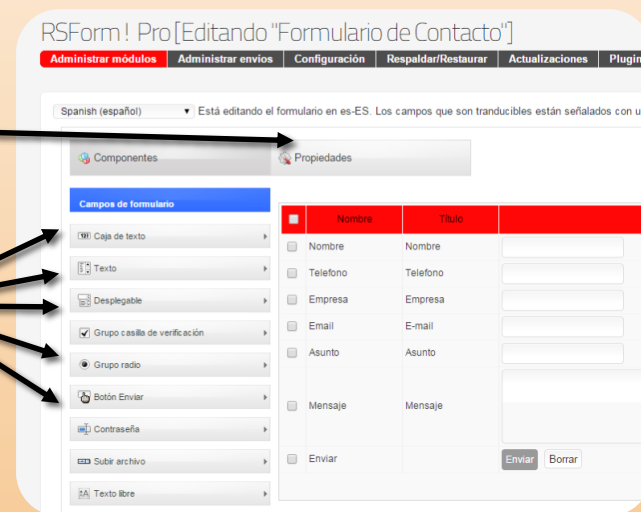 RSForm! Pro [Editando "Formulario de Contacto"]
Administrar módulos Administrar envíos Configuración Respaldar/Restaurar Actualizaciones Plugin
Spanish (español) Está editando el formulario en es-ES. Los campos que son tranducibles están señalados con u
Componentes Propiedades
Campos de formulario
Nombre Título
Caja de texto
Nombre Nombre
Texto
Telefono Telefono
Desplegable
Empresa Empresa
Grupo casilla de verificación
Email E-mail
Grupo radio
Asunto Asunto
Botón Enviar
Mensaje Mensaje
Contraseña
Subir archivo
Enviar Enviar Borrar
Texto libre